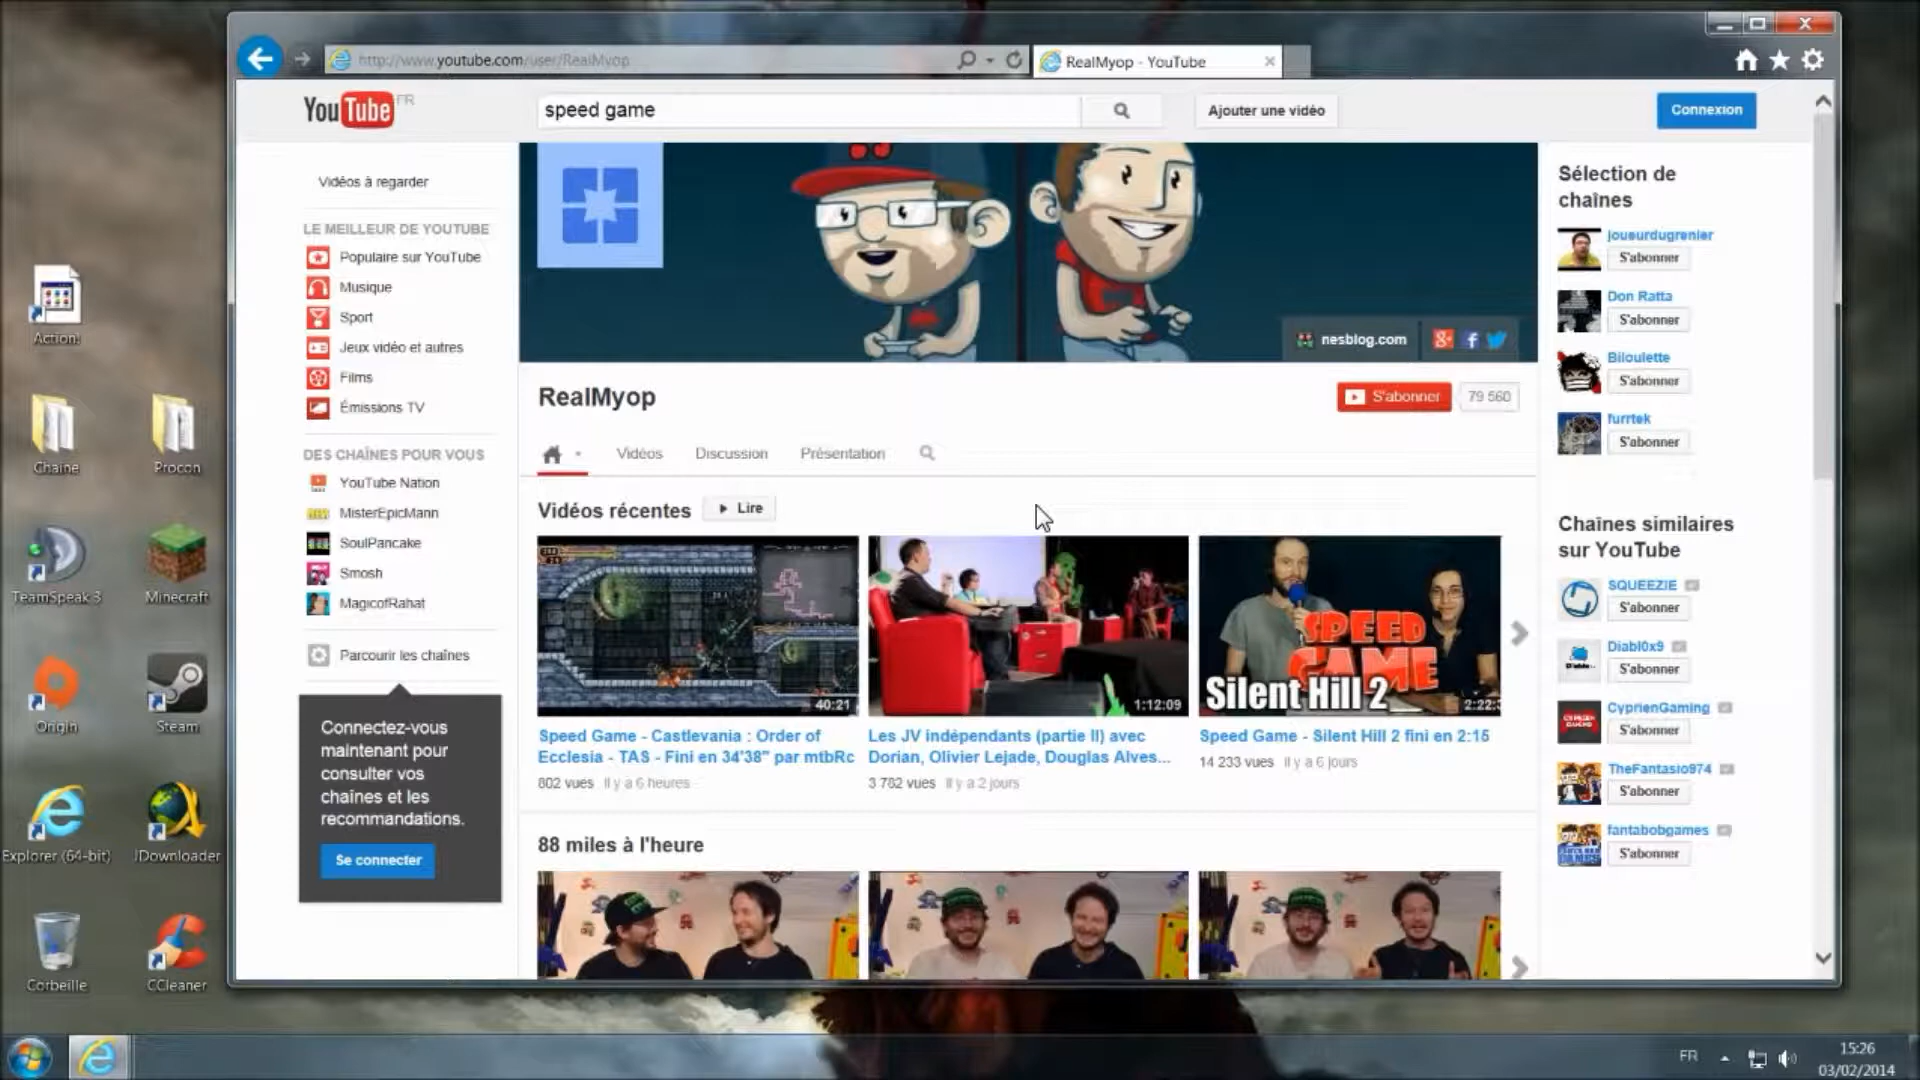 http://www.youtube.com/user/RealMyop
RealMyop - YouTube
YouTube FR
speed game
Ajouter une vidéo
Connexion
Vidéos à regarder
LE MEILLEUR DE YOUTUBE
Populaire sur YouTube
Musique
Sport
Jeux vidéo et autres
Films
Émissions TV
DES CHAÎNES POUR VOUS
YouTube Nation
MisterEpicMann
SoulPancake
Smosh
MagicofRahat
Parcourir les chaînes
Connectez-vous
maintenant pour
consulter vos
chaînes et les
recommandations.
Se connecter
nesblog.com
RealMyop
S'abonner
79 560
Vidéos
Discussion
Présentation
Vidéos récentes
Lire
40:21
Speed Game - Castlevania : Order of
Ecclesia - TAS - Fini en 34'38" par mtbRc
802 vues Il y a 6 heures
1:12:09
Les JV indépendants (partie II) avec
Dorian, Olivier Lejade, Douglas Alves...
3 782 vues Il y a 2 jours
SPEED
GAME
Silent Hill 2
Speed Game - Silent Hill 2 fini en 2:15
14 233 vues Il y a 6 jours
88 miles à l'heure
Sélection de
chaînes
joueurdugrenier
S'abonner
Don Ratta
S'abonner
Biloulette
S'abonner
furrtek
S'abonner
Chaînes similaires
sur YouTube
SQUEEZIE
S'abonner
Diabl0x9
S'abonner
CyprienGaming
S'abonner
TheFantasio974
S'abonner
fantabobgames
S'abonner
Action!
Chaine
Procon
TeamSpeak 3
Minecraft
Origin
Steam
Explorer (64-bit)
JDownloader
Corbeille
CCleaner
FR
15:26
03/02/2014